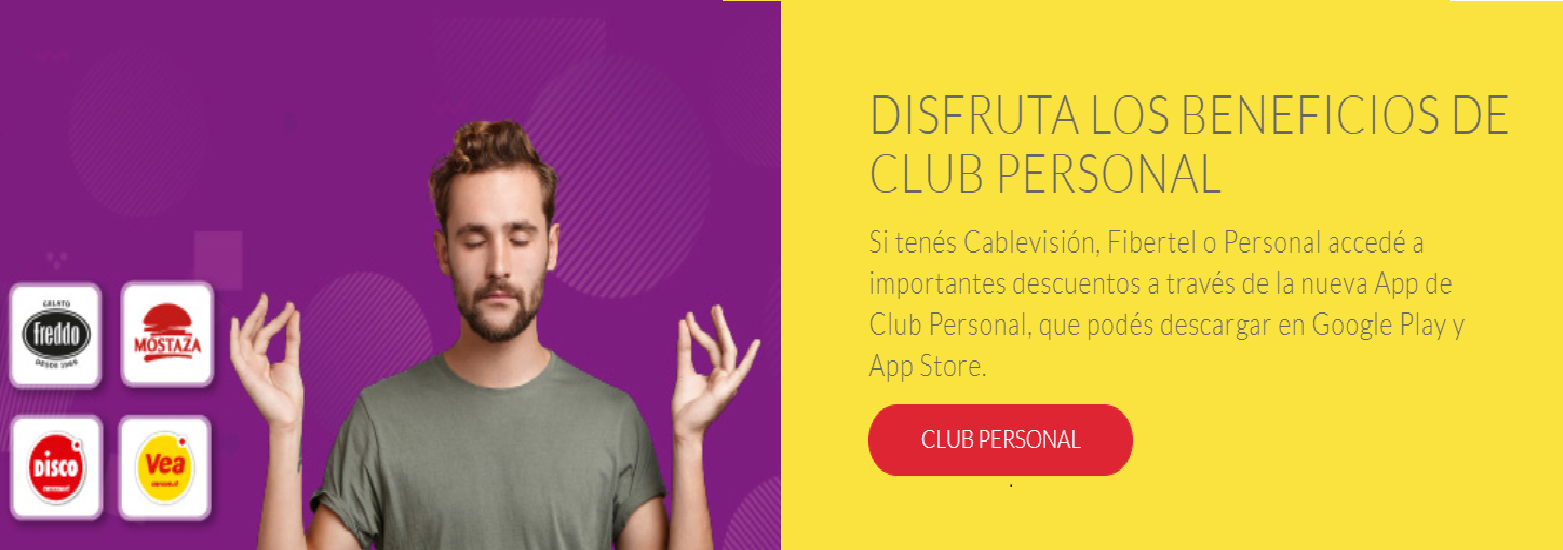 DISFRUTA LOS BENEFICIOS DE
CLUB PERSONAL
Si tenés Cablevisión, Fibertel o Personal accedé a
importantes descuentos a través de la nueva App de
Club Personal, que podés descargar en Google Play y
App Store.
CLUB PERSONAL
GELATO
freddo
DESDE 1969
MOSTAZA
DISCO
Vea